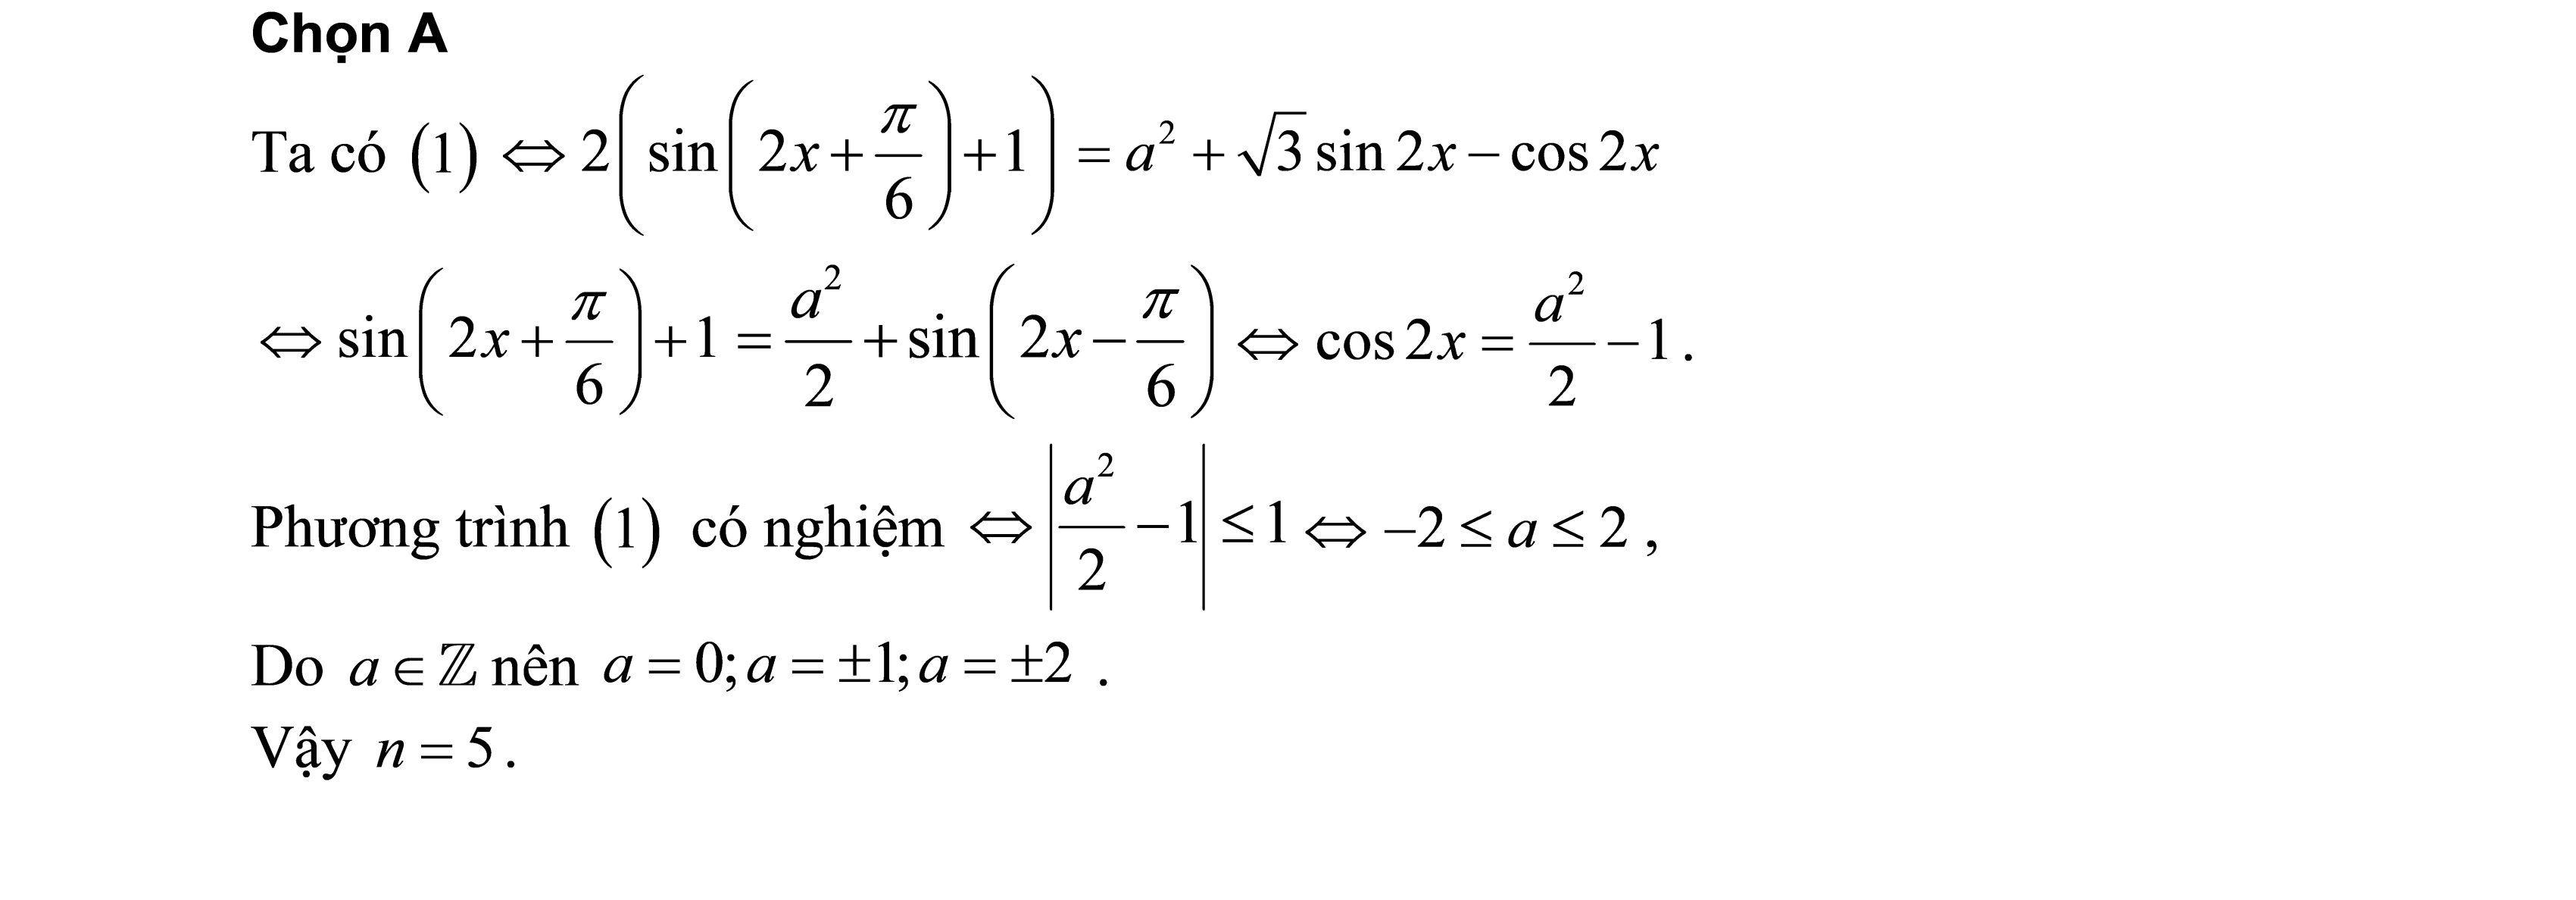 Chọn A
Ta có (1) ⇔ 2(sin(2x + π/6) + 1) = a² + √3 sin 2x − cos 2x
⇔ sin(2x + π/6) + 1 = a²/2 + sin(2x − π/6) ⇔ cos 2x = a²/2 − 1.
Phương trình (1) có nghiệm ⇔ |a²/2 − 1| ≤ 1 ⇔ −2 ≤ a ≤ 2 ,
Do a ∈ ℤ nên a = 0; a = ±1; a = ±2 .
Vậy n = 5.